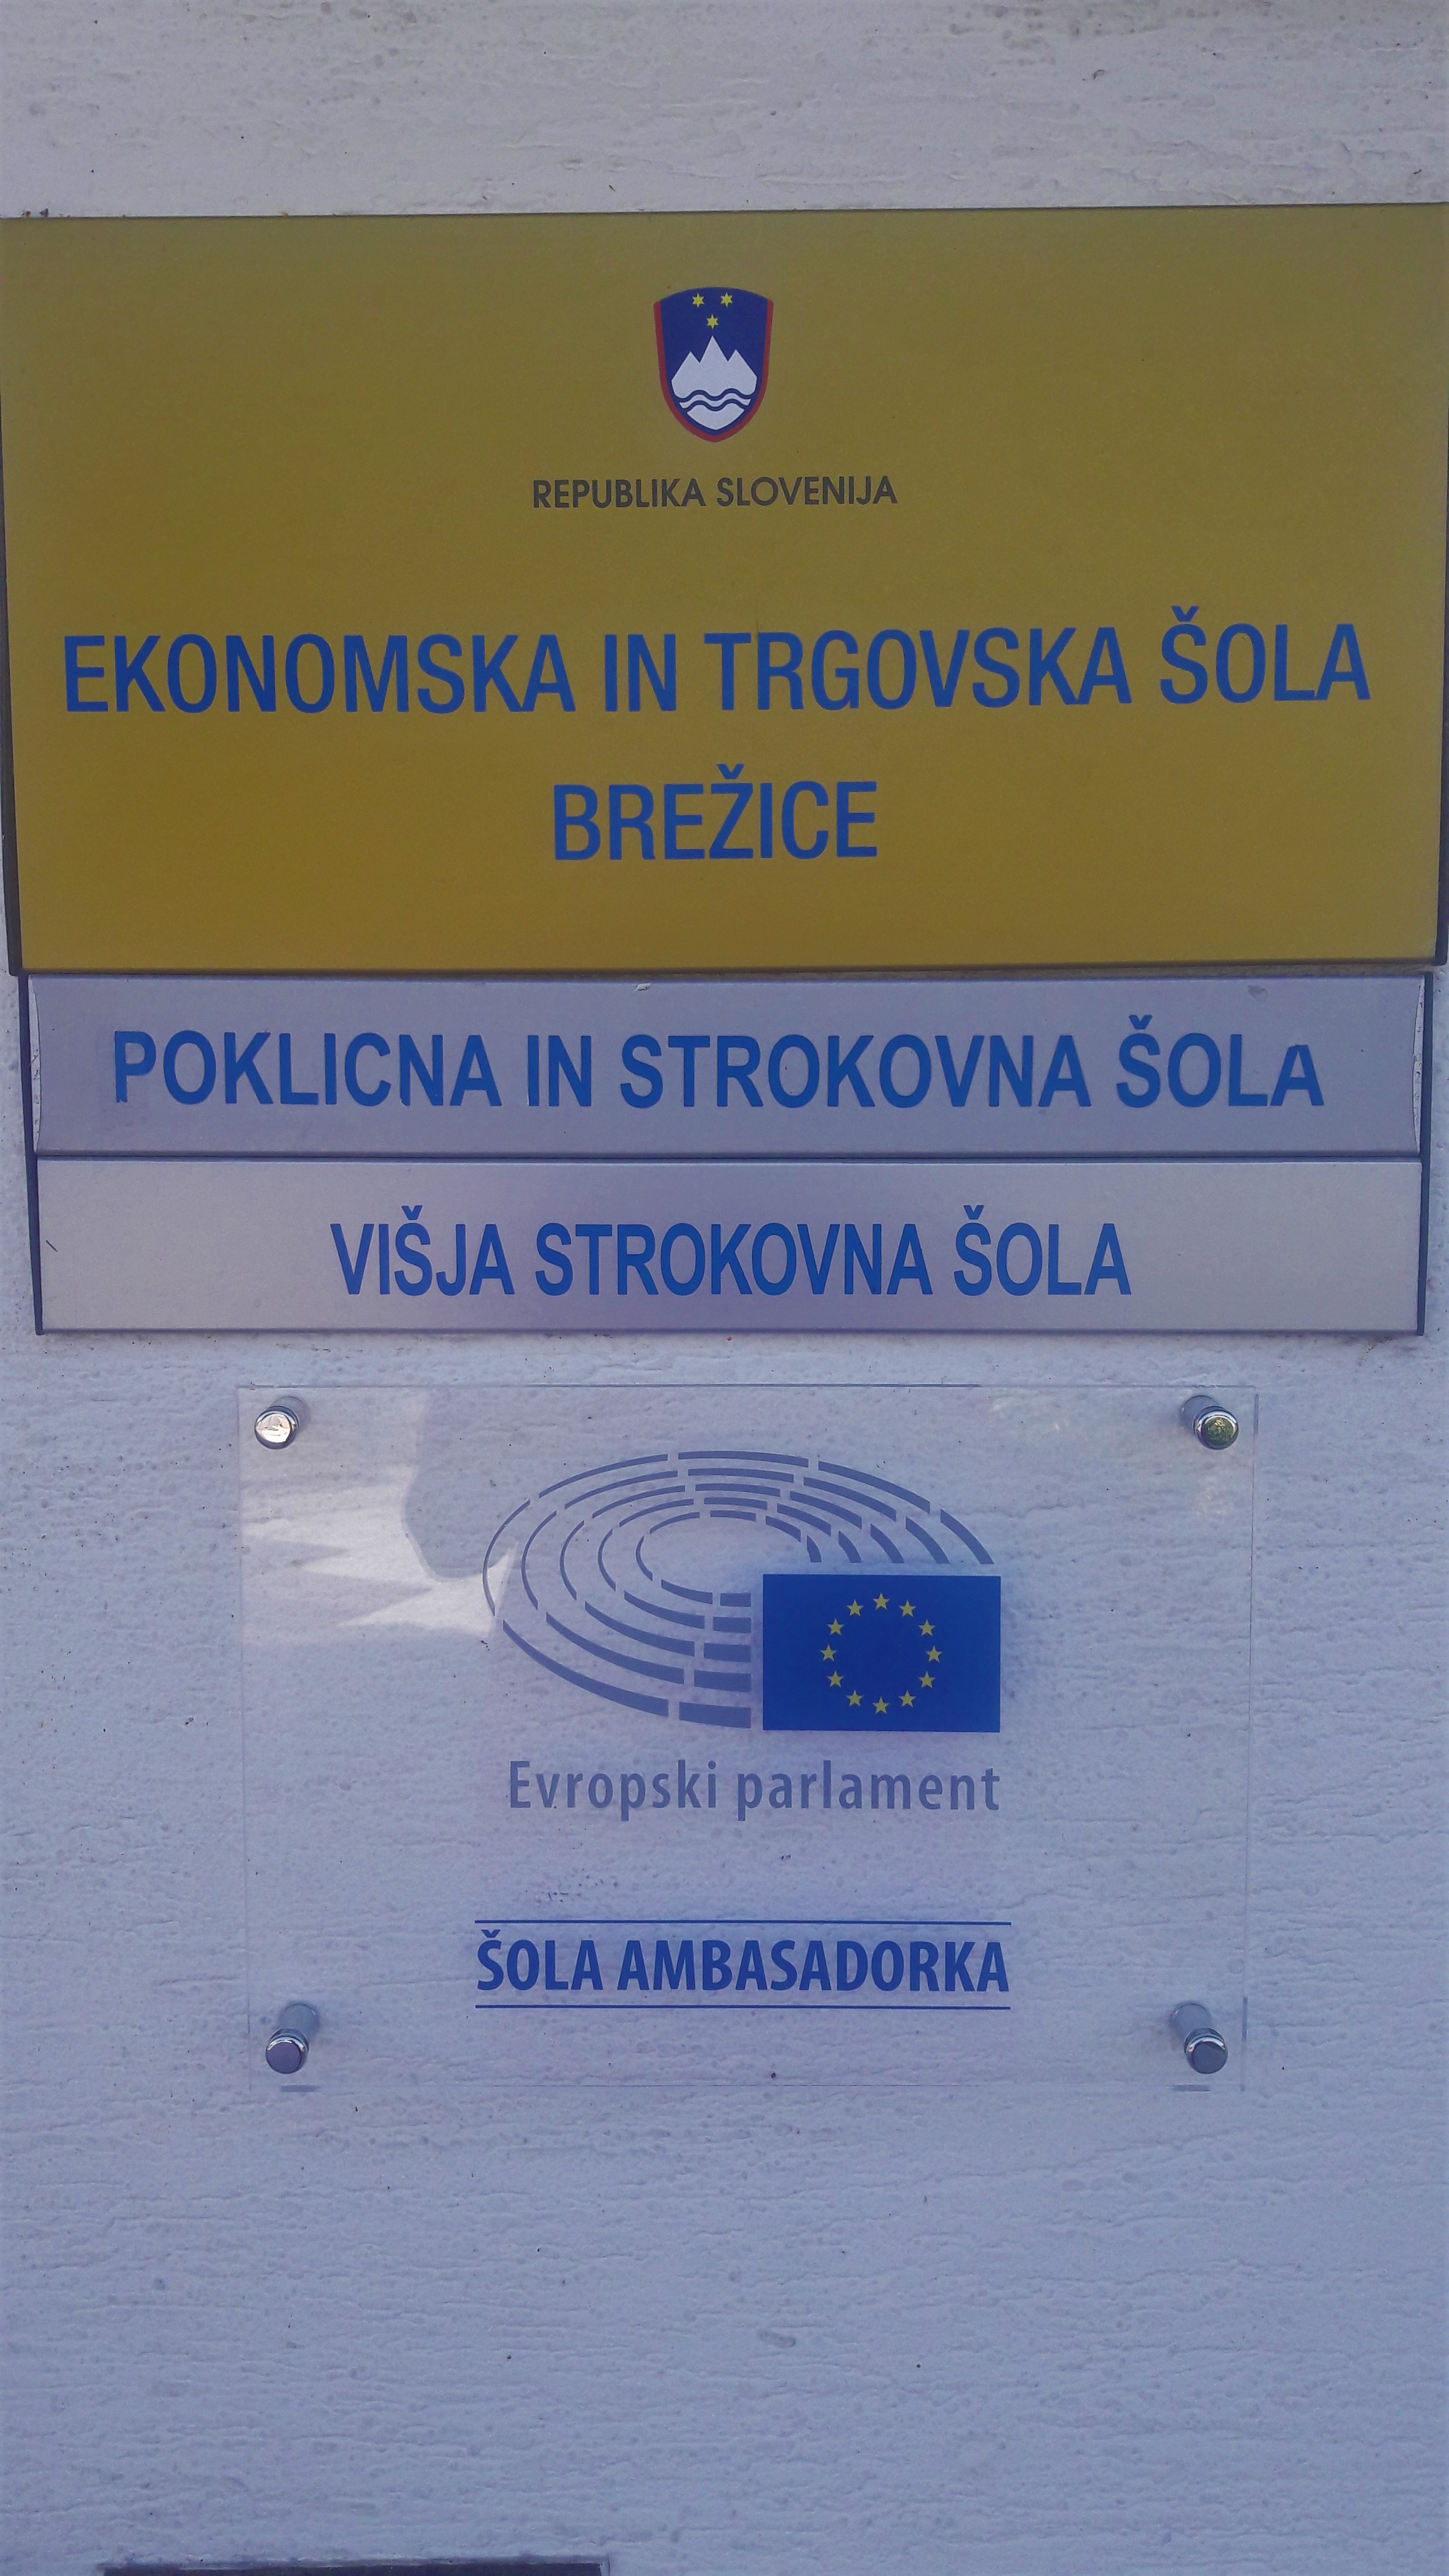 REPUBLIKA SLOVENIJA
EKONOMSKA IN TRGOVSKA ŠOLA
BREŽICE
POKLICNA IN STROKOVNA ŠOLA
VIŠJA STROKOVNA ŠOLA
Evropski parlament
ŠOLA AMBASADORKA